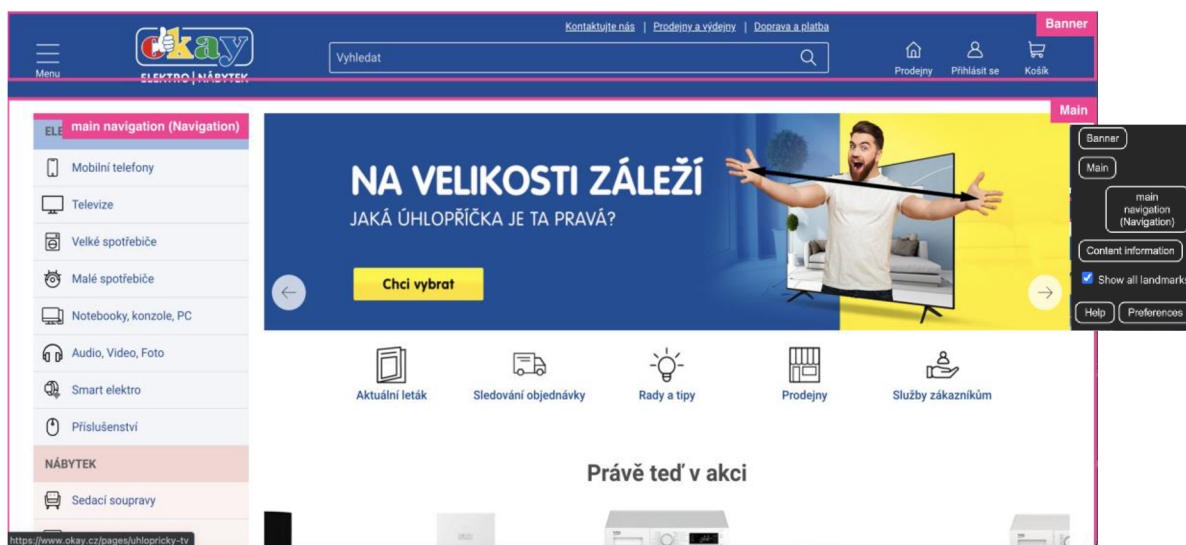 Kontaktujte nás | Prodejny a výdejny | Doprava a platba
Banner
Menu
okay
ELEKTRO | NÁBYTEK
Vyhledat
Prodejny
Přihlásit se
Košík
Main
ELE
main navigation (Navigation)
Mobilní telefony
Televize
Velké spotřebiče
Malé spotřebiče
Notebooky, konzole, PC
Audio, Video, Foto
Smart elektro
Příslušenství
NÁBYTEK
Sedací soupravy
https://www.okay.cz/pages/uhlopricky-tv
NA VELIKOSTI ZÁLEŽÍ
JAKÁ ÚHLOPŘÍČKA JE TA PRAVÁ?
Chci vybrat
Aktuální leták
Sledování objednávky
Rady a tipy
Prodejny
Služby zákazníkům
Právě teď v akci
Banner
Main
main
navigation
(Navigation)
Content information
Show all landmarks
Help
Preferences